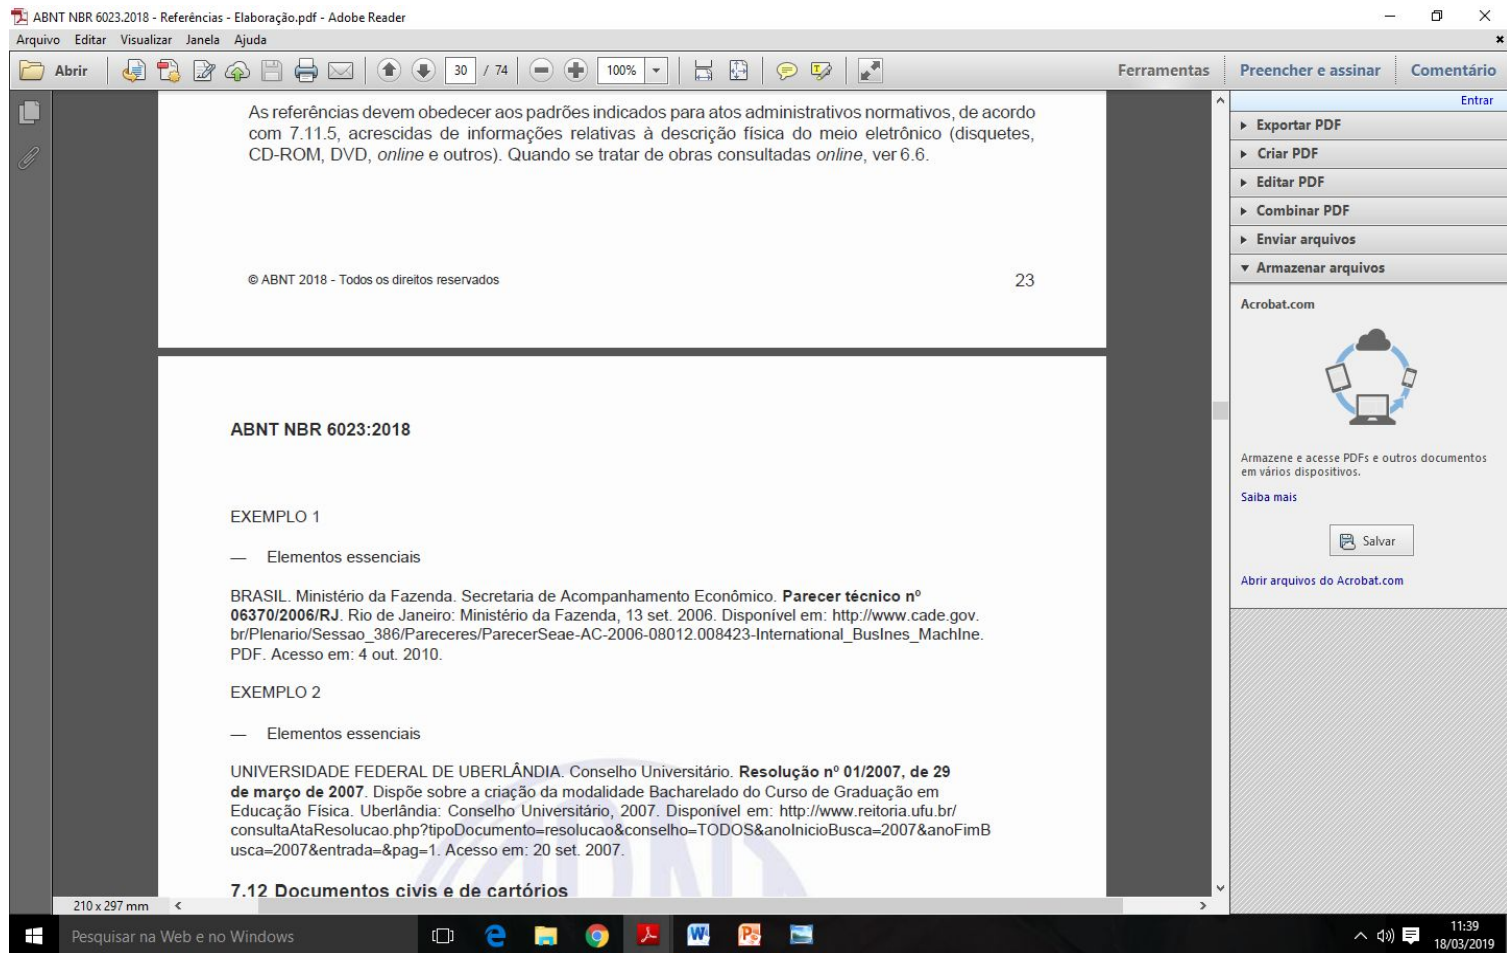 ABNT NBR 6023.2018 - Referências - Elaboração.pdf - Adobe Reader
Arquivo Editar Visualizar Janela Ajuda
Abrir 30 / 74 100% Ferramentas Preencher e assinar Comentário
As referências devem obedecer aos padrões indicados para atos administrativos normativos, de acordo
com 7.11.5, acrescidas de informações relativas à descrição física do meio eletrônico (disquetes,
CD-ROM, DVD, online e outros). Quando se tratar de obras consultadas online, ver 6.6.
© ABNT 2018 - Todos os direitos reservados 23
ABNT NBR 6023:2018
EXEMPLO 1
— Elementos essenciais
BRASIL. Ministério da Fazenda. Secretaria de Acompanhamento Econômico. Parecer técnico nº
06370/2006/RJ. Rio de Janeiro: Ministério da Fazenda, 13 set. 2006. Disponível em: http://www.cade.gov.
br/Plenario/Sessao_386/Pareceres/ParecerSeae-AC-2006-08012.008423-International_BusInes_MachIne.
PDF. Acesso em: 4 out. 2010.
EXEMPLO 2
— Elementos essenciais
UNIVERSIDADE FEDERAL DE UBERLÂNDIA. Conselho Universitário. Resolução nº 01/2007, de 29
de março de 2007. Dispõe sobre a criação da modalidade Bacharelado do Curso de Graduação em
Educação Física. Uberlândia: Conselho Universitário, 2007. Disponível em: http://www.reitoria.ufu.br/
consultaAtaResolucao.php?tipoDocumento=resolucao&conselho=TODOS&anoInicioBusca=2007&anoFimB
usca=2007&entrada=&pag=1. Acesso em: 20 set. 2007.
7.12 Documentos civis e de cartórios
210 x 297 mm
Entrar
Exportar PDF
Criar PDF
Editar PDF
Combinar PDF
Enviar arquivos
Armazenar arquivos
Acrobat.com
Armazene e acesse PDFs e outros documentos
em vários dispositivos.
Saiba mais
Salvar
Abrir arquivos do Acrobat.com
Pesquisar na Web e no Windows
11:39
18/03/2019